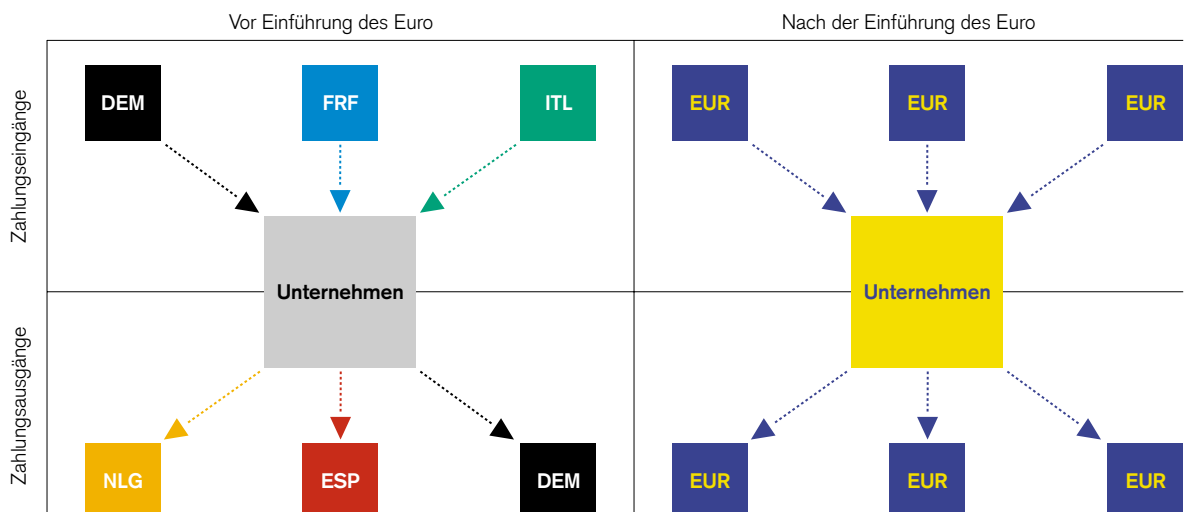 Vor Einführung des Euro
Nach der Einführung des Euro
Zahlungseingänge
DEM
FRF
ITL
EUR
EUR
EUR
Unternehmen
Unternehmen
Zahlungsausgänge
NLG
ESP
DEM
EUR
EUR
EUR